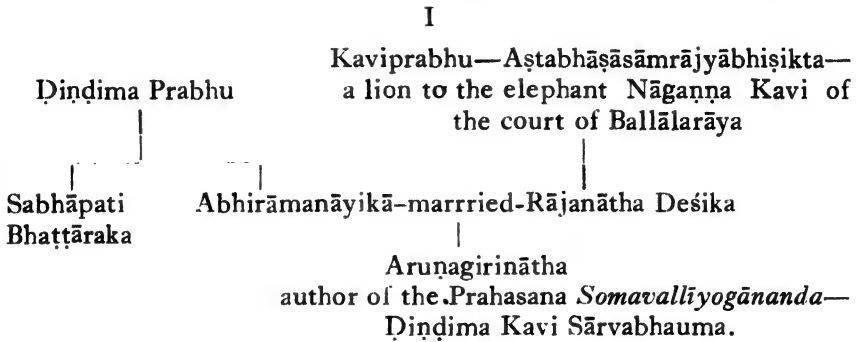 I
Kaviprabhu—Aṣtabhāṣāsāmrājyābhiṣikta—
Ḍiṇḍima Prabhu a lion to the elephant Nāgaṇṇa Kavi of
the court of Ballālarāya
Sabhāpati Abhirāmanāyikā-marrried-Rājanātha Deśika
Bhaṭṭāraka
Aruṇagirinātha
author of the Prahasana Somavallīyogānanda—
Ḍiṇḍima Kavi Sārvabhauma.